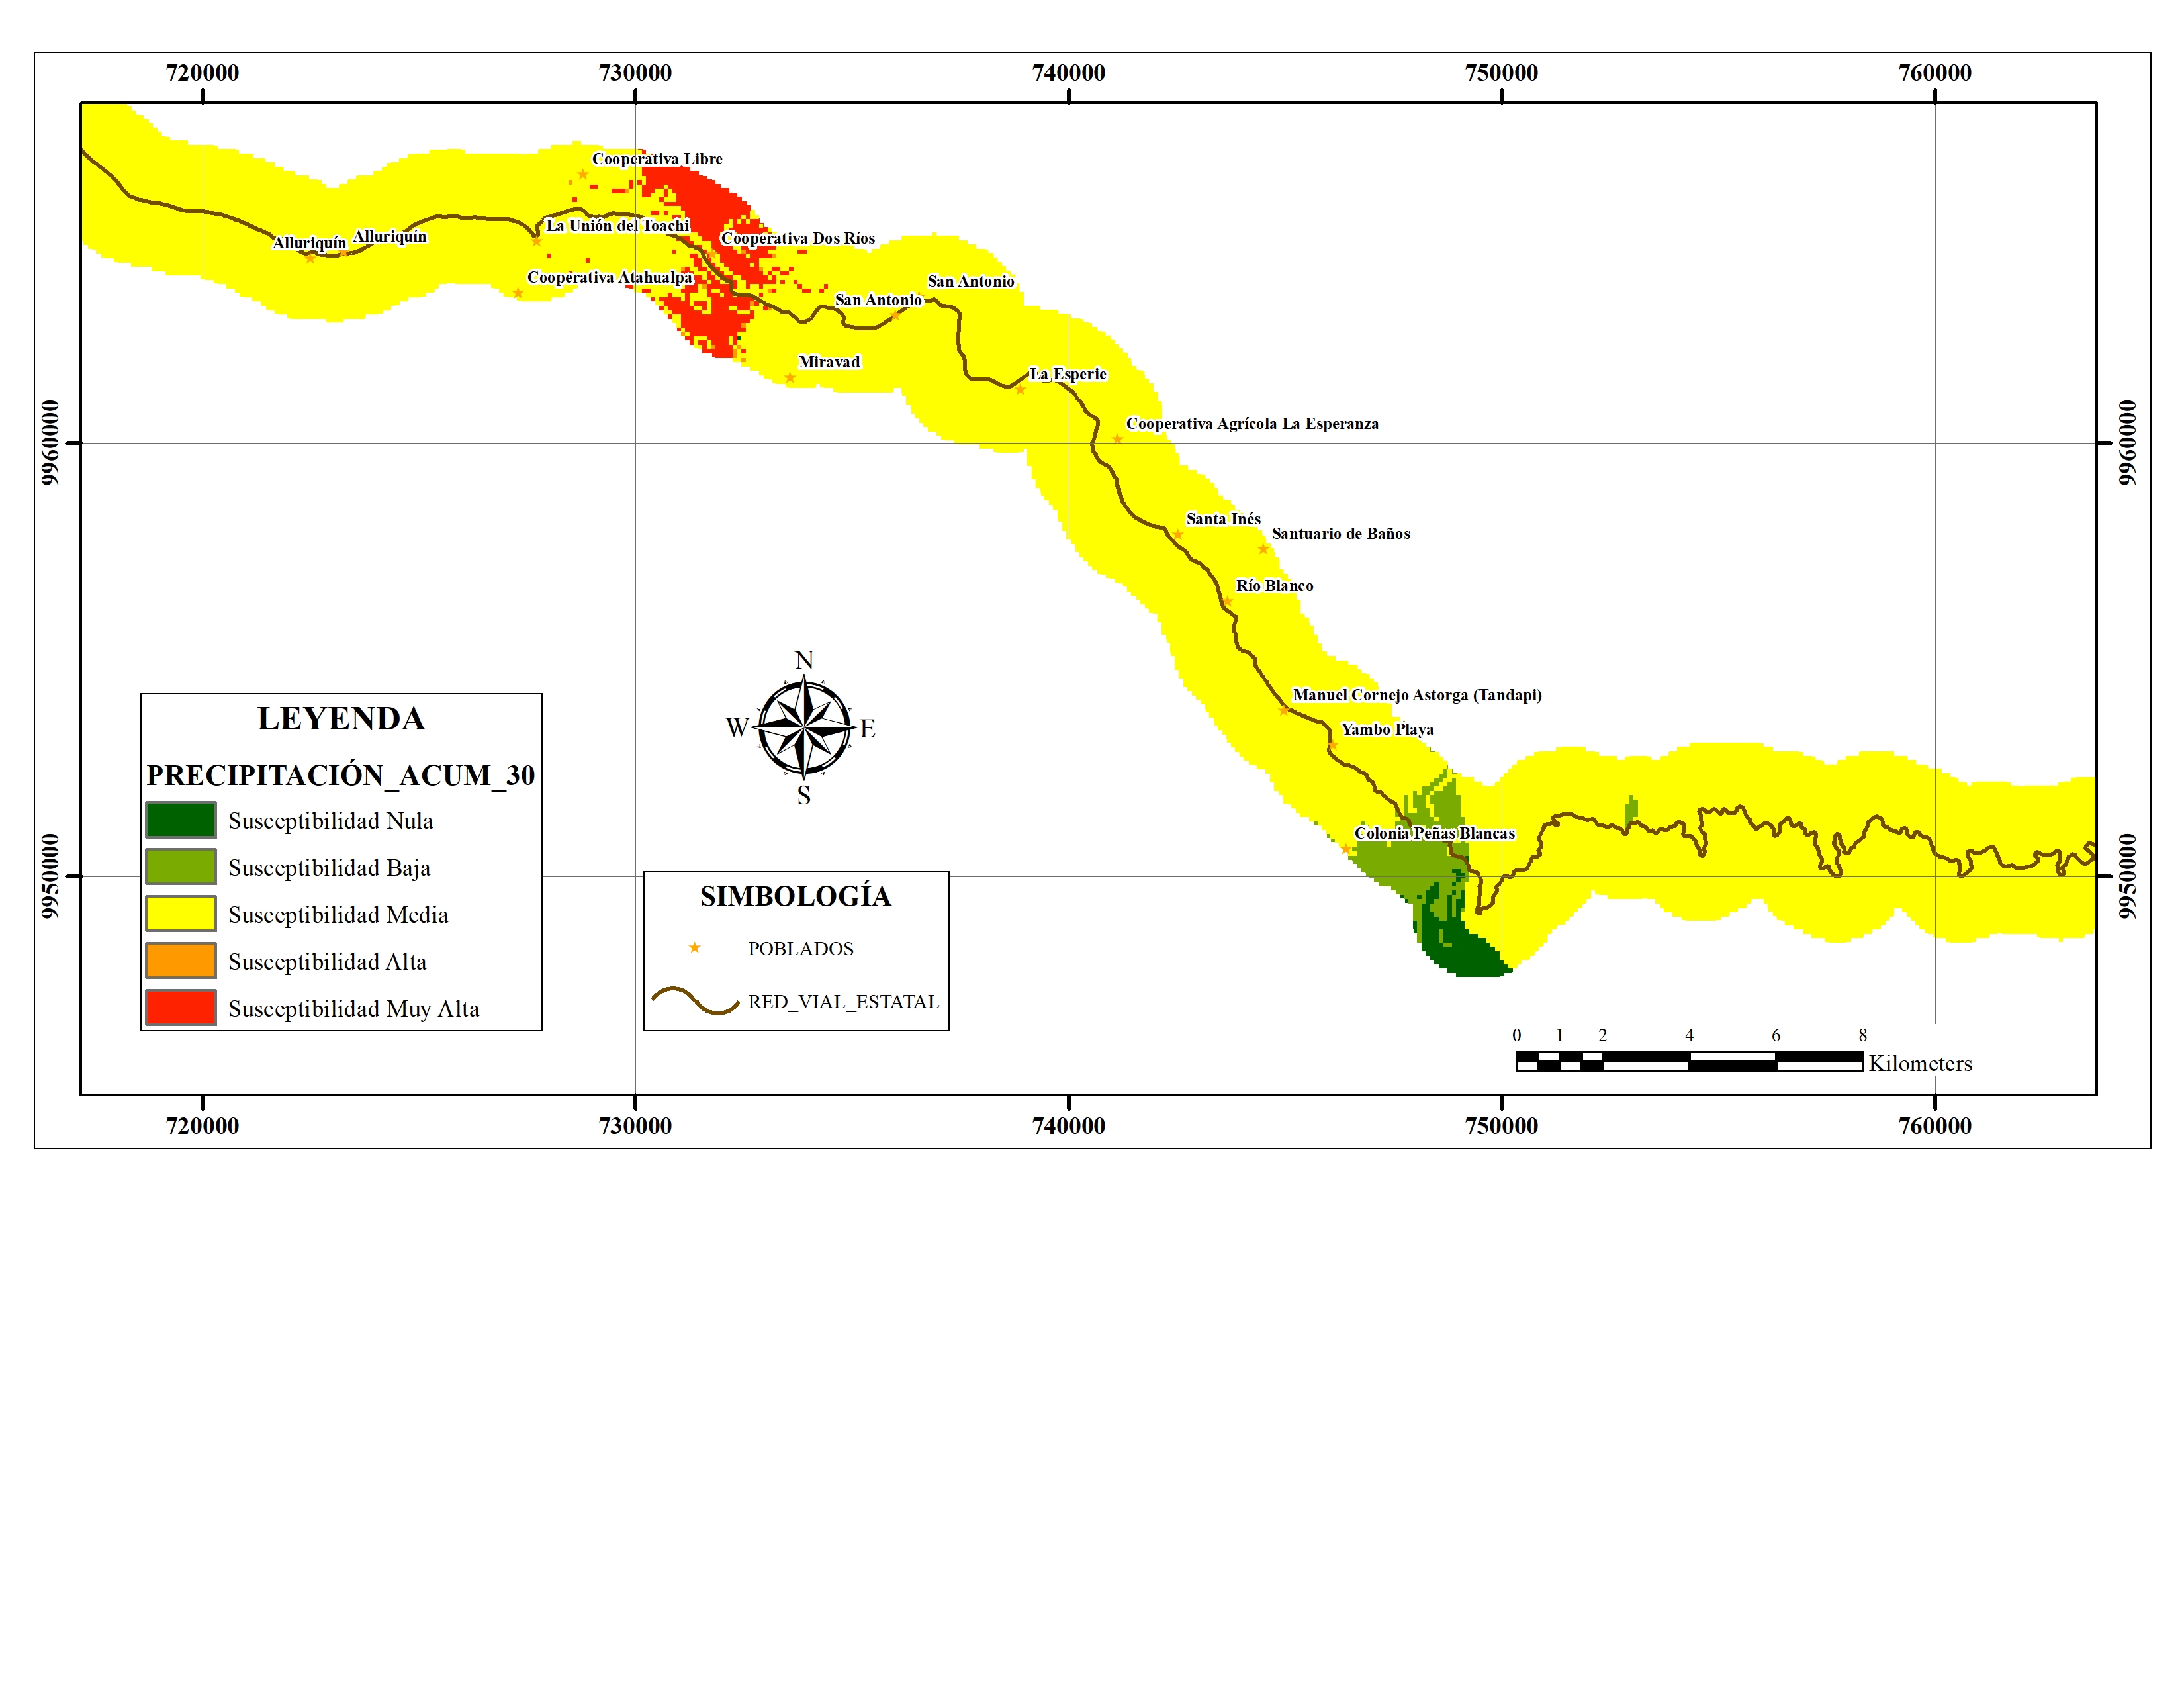 720000 730000 740000 750000 760000
Cooperativa Libre
La Unión del Toachi
Alluriquín
Alluriquín
Cooperativa Dos Ríos
Cooperativa Atahualpa
San Antonio
San Antonio
Miravad
La Esperie
Cooperativa Agrícola La Esperanza
9960000
9960000
Santa Inés
Santuario de Baños
Río Blanco
Manuel Cornejo Astorga (Tandapi)
Yambo Playa
Colonia Peñas Blancas
9950000
9950000
N
W
E
S
LEYENDA
PRECIPITACIÓN_ACUM_30
Susceptibilidad Nula
Susceptibilidad Baja
Susceptibilidad Media
Susceptibilidad Alta
Susceptibilidad Muy Alta
SIMBOLOGÍA
POBLADOS
RED_VIAL_ESTATAL
0 1 2 4 6 8
Kilometers
720000 730000 740000 750000 760000